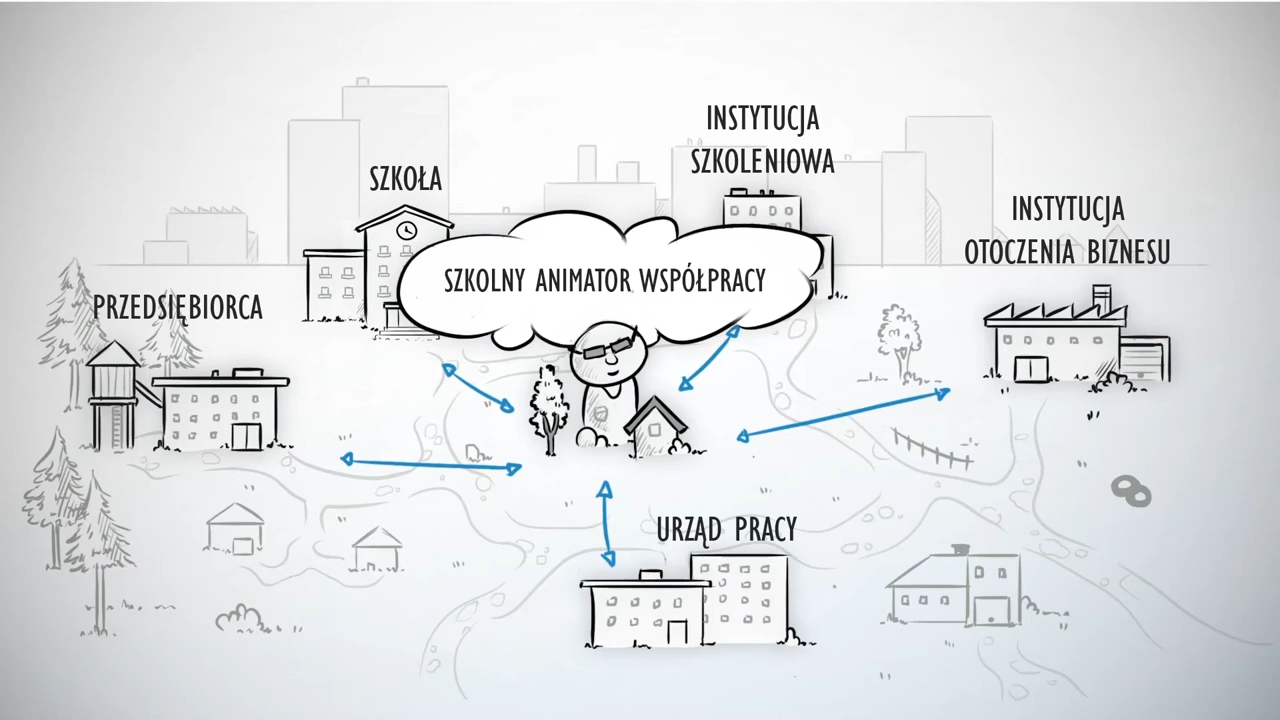 INSTYTUCJA
SZKOLENIOWA
SZKOŁA
INSTYTUCJA
OTOCZENIA BIZNESU
SZKOLNY ANIMATOR WSPÓŁPRACY
PRZEDSIĘBIORCA
URZĄD PRACY